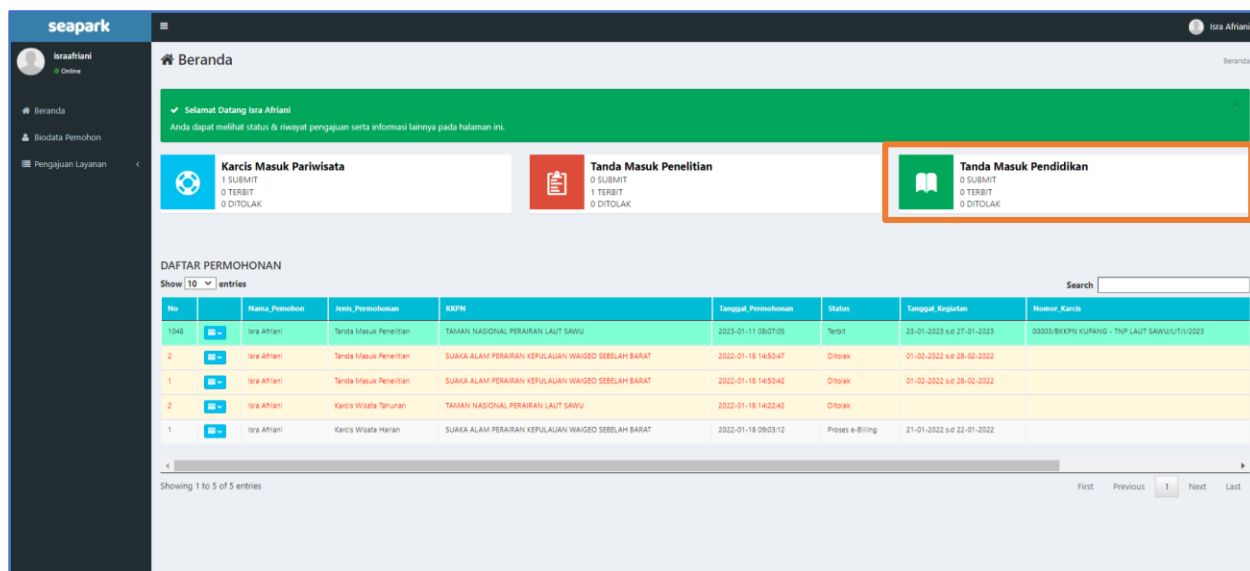 seapark
Isra Afriani
israafriani
Online
Beranda
Beranda
Beranda
Biodata Pemohon
Pengajuan Layanan
Selamat Datang Isra Afriani
Anda dapat melihat status & riwayat pengajuan serta informasi lainnya pada halaman ini.
Karcis Masuk Pariwisata
1 SUBMIT
0 TERBIT
0 DITOLAK
Tanda Masuk Penelitian
0 SUBMIT
1 TERBIT
0 DITOLAK
Tanda Masuk Pendidikan
0 SUBMIT
0 TERBIT
0 DITOLAK
DAFTAR PERMOHONAN
Show 10 entries
Search
No Nama_Pemohon Jenis_Permohonan KKPN Tanggal_Permohonan Status Tanggal_Kegiatan Nomor_Karcis
1048 Isra Afriani Tanda Masuk Penelitian TAMAN NASIONAL PERAIRAN LAUT SAWU 2023-01-11 08:07:05 Terbit 23-01-2023 s.d 27-01-2023 00003/BKKPN KUPANG - TNP LAUT SAWU/UT/I/2023
2 Isra Afriani Tanda Masuk Penelitian SUAKA ALAM PERAIRAN KEPULAUAN WAIGEO SEBELAH BARAT 2022-01-18 14:50:47 Ditolak 01-02-2022 s.d 28-02-2022
1 Isra Afriani Tanda Masuk Penelitian SUAKA ALAM PERAIRAN KEPULAUAN WAIGEO SEBELAH BARAT 2022-01-18 14:50:42 Ditolak 01-02-2022 s.d 28-02-2022
2 Isra Afriani Karcis Wisata Tahunan TAMAN NASIONAL PERAIRAN LAUT SAWU 2022-01-18 14:22:42 Ditolak
1 Isra Afriani Karcis Wisata Harian SUAKA ALAM PERAIRAN KEPULAUAN WAIGEO SEBELAH BARAT 2022-01-18 09:03:12 Proses e-Billing 21-01-2022 s.d 22-01-2022
Showing 1 to 5 of 5 entries
First Previous 1 Next Last